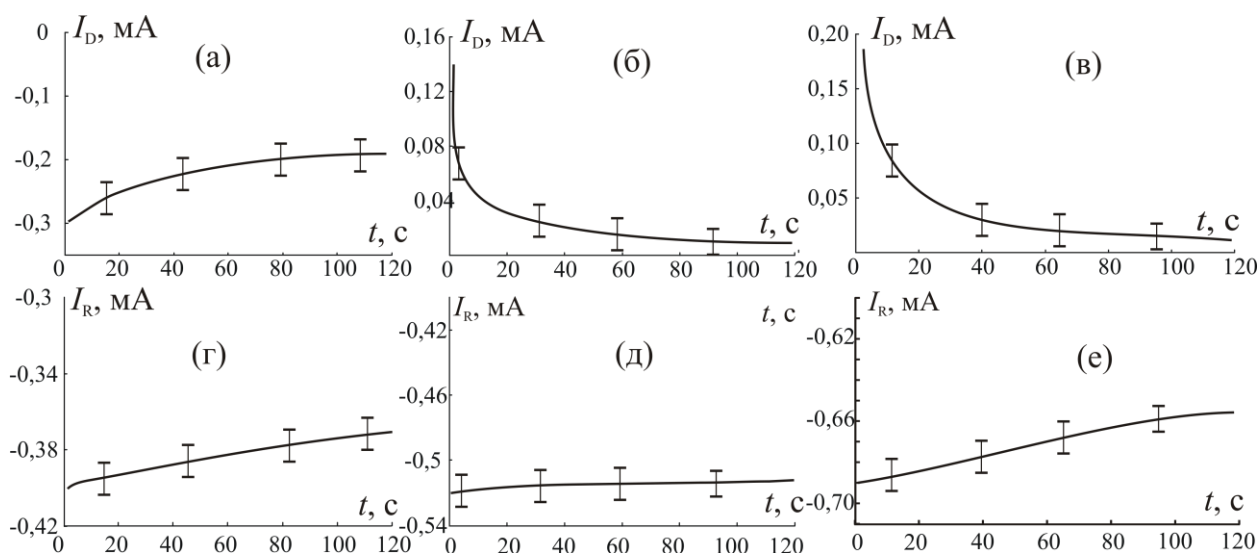 I_D, мА
(а)
0
-0,1
-0,2
-0,3
t, с
0 20 40 60 80 100 120
I_D, мА
(б)
0,16
0,14
0,08
0,04
t, с
0 20 40 60 80 100 120
I_D, мА
(в)
0,20
0,15
0,10
0,05
t, с
0 20 40 60 80 100 120
I_R, мА
(г)
-0,3
-0,34
-0,38
-0,42
t, с
0 20 40 60 80 100 120
I_R, мА
t, с
(д)
-0,42
-0,46
-0,5
-0,54
t, с
0 20 40 60 80 100 120
I_R, мА
(е)
-0,62
-0,66
-0,70
t, с
0 20 40 60 80 100 120